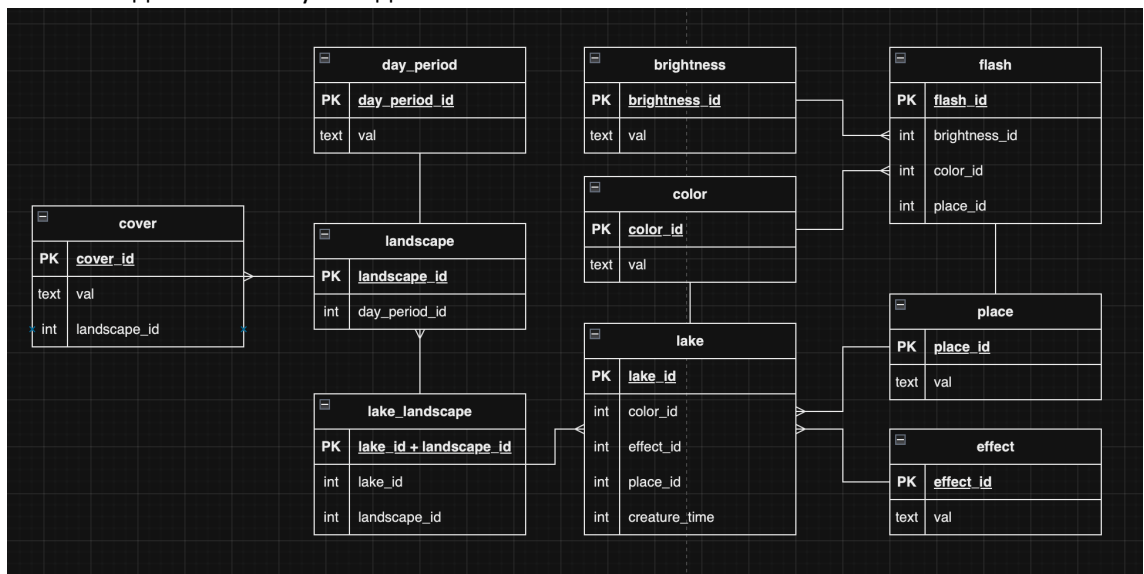 day_period
PK day_period_id
text val
brightness
PK brightness_id
text val
flash
PK flash_id
int brightness_id
int color_id
int place_id
color
PK color_id
text val
cover
PK cover_id
text val
int landscape_id
landscape
PK landscape_id
int day_period_id
place
PK place_id
text val
lake
PK lake_id
int color_id
int effect_id
int place_id
int creature_time
lake_landscape
PK lake_id + landscape_id
int lake_id
int landscape_id
effect
PK effect_id
text val